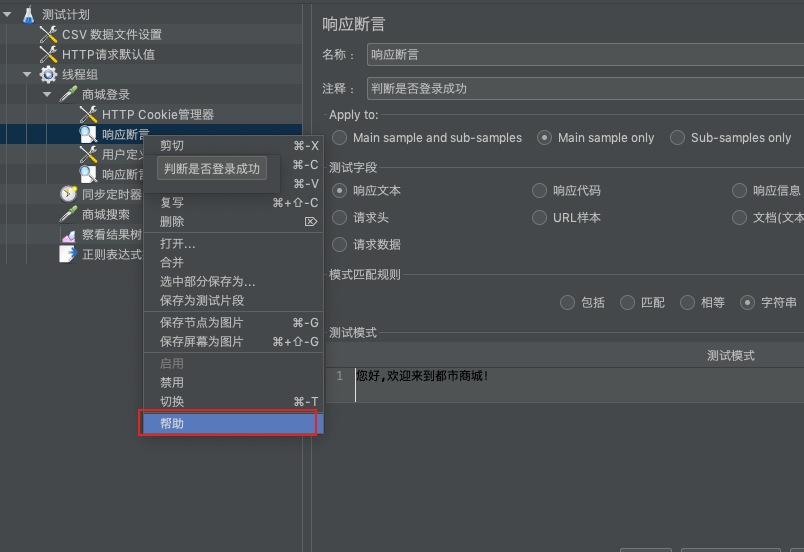 测试计划
CSV 数据文件设置
HTTP请求默认值
线程组
商城登录
HTTP Cookie管理器
响应断言
用户定义
响应断言
同步定时器
商城搜索
察看结果树
正则表达式
剪切 ⌘-X
⌘-C
判断是否登录成功
⌘-V
复写 ⌘+⇧-C
删除 ⌦
打开...
合并
选中部分保存为...
保存为测试片段
保存节点为图片 ⌘-G
保存屏幕为图片 ⌘+⇧-G
启用
禁用
切换 ⌘-T
帮助
响应断言
名称： 响应断言
注释： 判断是否登录成功
Apply to:
Main sample and sub-samples Main sample only Sub-samples only
测试字段
响应文本 响应代码 响应信息
请求头 URL样本 文档(文本
请求数据
模式匹配规则
包括 匹配 相等 字符串
测试模式
测试模式
1 您好,欢迎来到都市商城!